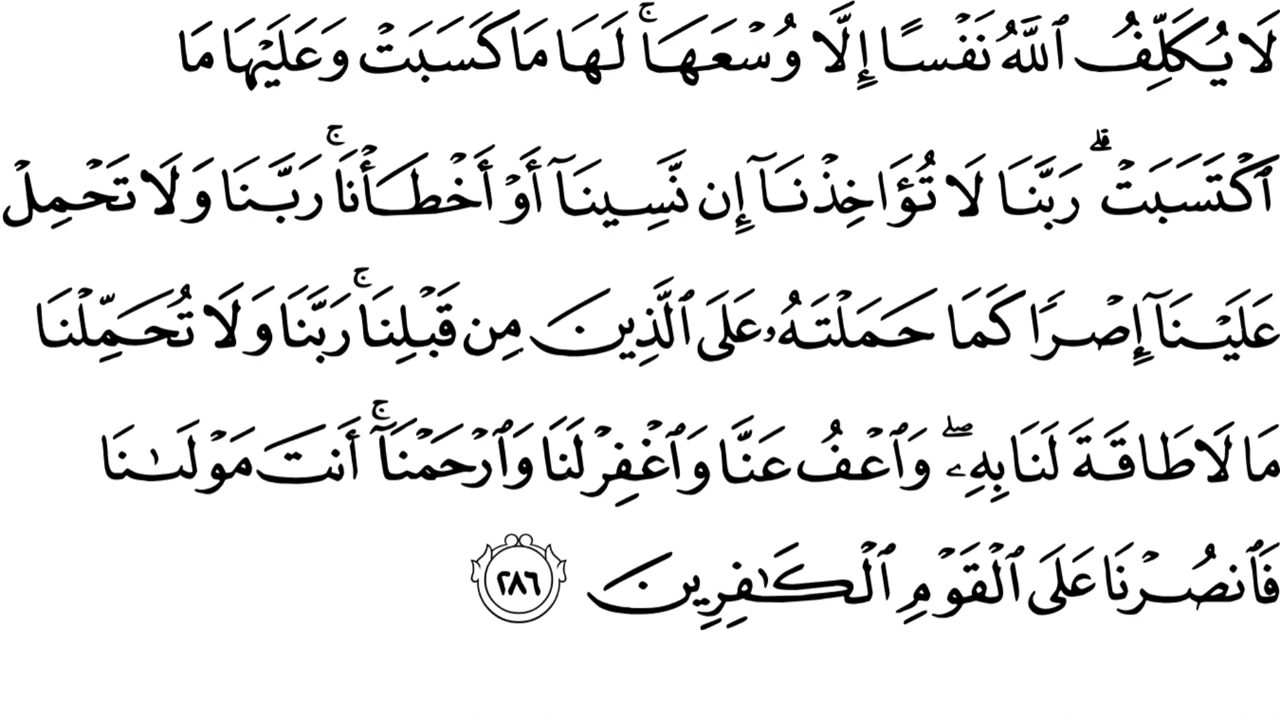 لَا يُكَلِّفُ ٱللَّهُ نَفۡسًا إِلَّا وُسۡعَهَاۚ لَهَا مَا كَسَبَتۡ وَعَلَيۡهَا مَا
ٱكۡتَسَبَتۡۗ رَبَّنَا لَا تُؤَاخِذۡنَآ إِن نَّسِينَآ أَوۡ أَخۡطَأۡنَاۚ رَبَّنَا وَلَا تَحۡمِلۡ
عَلَيۡنَآ إِصۡرًا كَمَا حَمَلۡتَهُۥ عَلَى ٱلَّذِينَ مِن قَبۡلِنَاۚ رَبَّنَا وَلَا تُحَمِّلۡنَا
مَا لَا طَاقَةَ لَنَا بِهِۦۖ وَٱعۡفُ عَنَّا وَٱغۡفِرۡ لَنَا وَٱرۡحَمۡنَآۚ أَنتَ مَوۡلَىٰنَا
فَٱنصُرۡنَا عَلَى ٱلۡقَوۡمِ ٱلۡكَٰفِرِينَ ٢٨٦